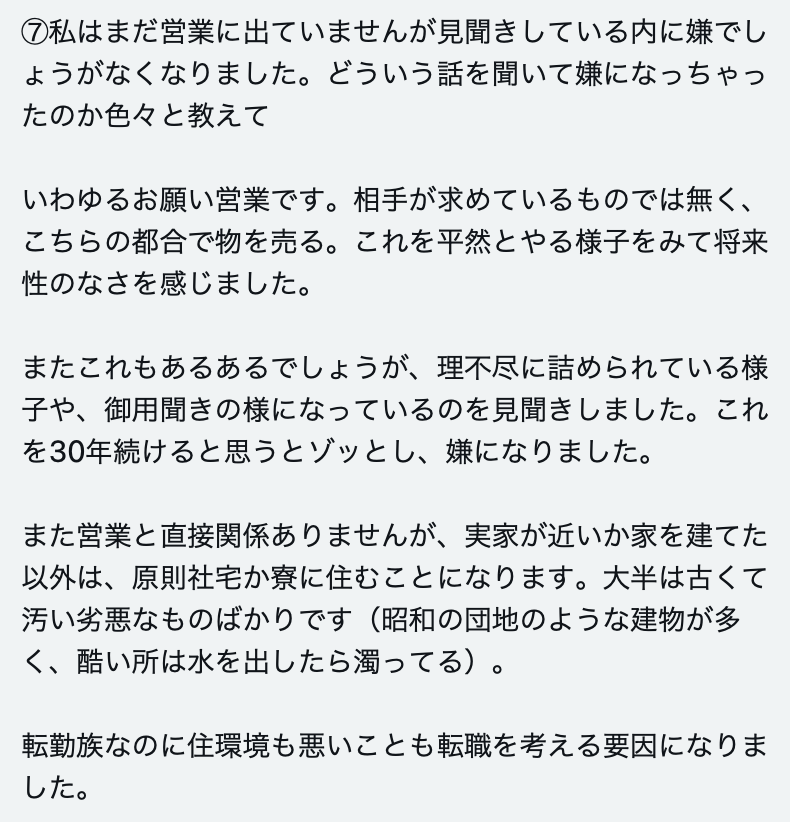 ⑦私はまだ営業に出ていませんが見聞きしている内に嫌でし
ょうがなくなりました。どういう話を聞いて嫌になっちゃっ
たのか色々と教えて
いわゆるお願い営業です。相手が求めているものでは無く、
こちらの都合で物を売る。これを平然とやる様子をみて将来
性のなさを感じました。
またこれもあるあるでしょうが、理不尽に詰められている様
子や、御用聞きの様になっているのを見聞きしました。これ
を30年続けると思うとゾッとし、嫌になりました。
また営業と直接関係ありませんが、実家が近いか家を建てた
以外は、原則社宅か寮に住むことになります。大半は古くて
汚い劣悪なものばかりです（昭和の団地のような建物が多
く、酷い所は水を出したら濁ってる）。
転勤族なのに住環境も悪いことも転職を考える要因になりま
した。